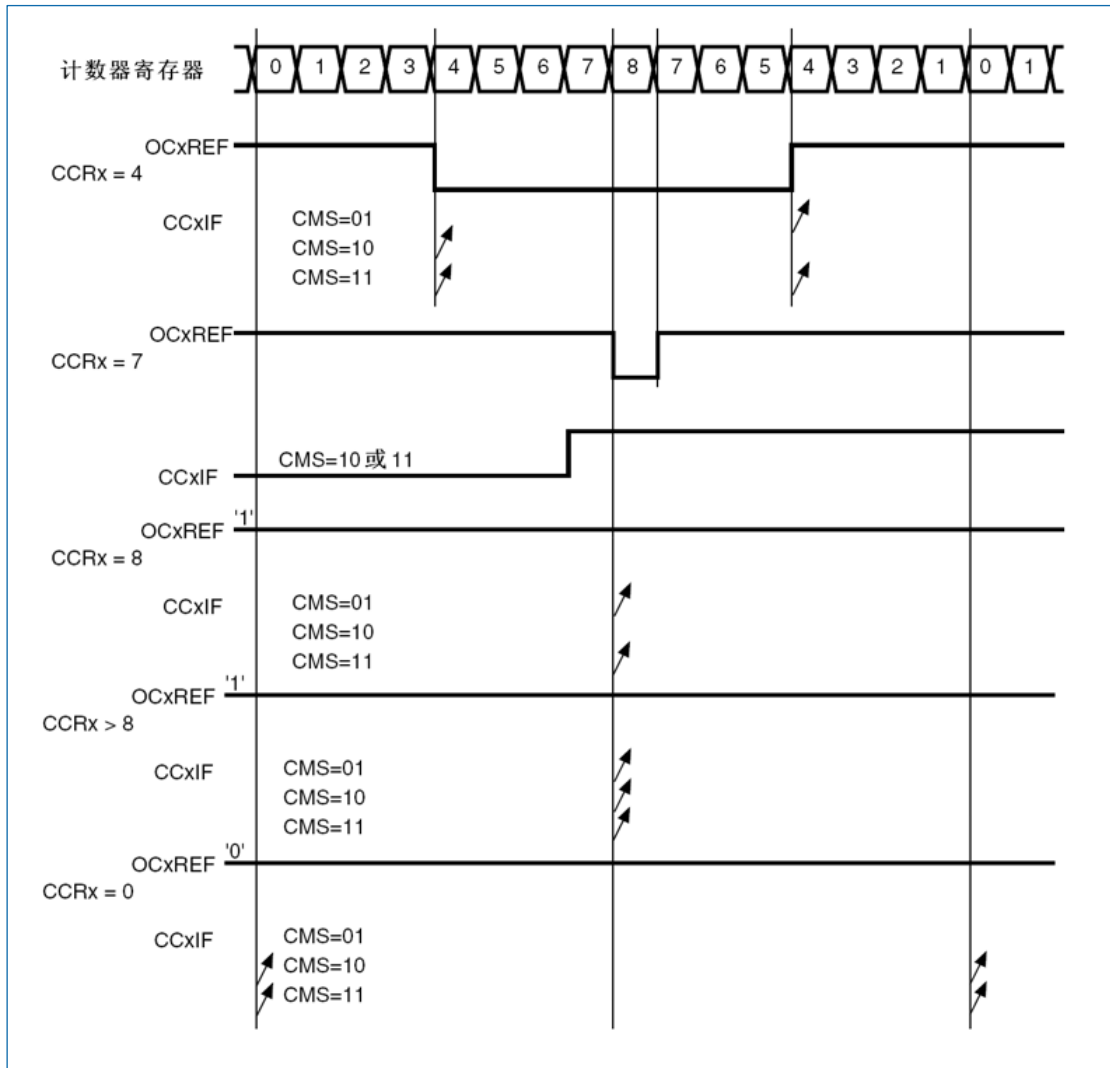 计数器寄存器 0 1 2 3 4 5 6 7 8 7 6 5 4 3 2 1 0 1
OCxREF
CCRx = 4
CCxIF CMS=01
CMS=10
CMS=11
OCxREF
CCRx = 7
CMS=10 或 11
CCxIF
'1'
OCxREF
CCRx = 8
CCxIF CMS=01
CMS=10
CMS=11
'1'
OCxREF
CCRx > 8
CCxIF CMS=01
CMS=10
CMS=11
'0'
OCxREF
CCRx = 0
CCxIF CMS=01
CMS=10
CMS=11